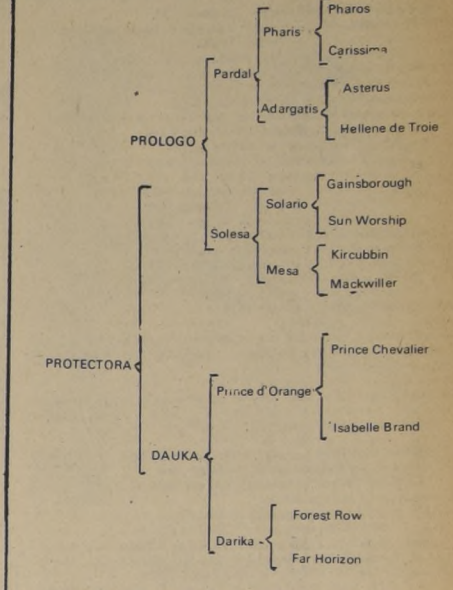 Pharos
Pharis
Carissima
Pardal
Asterus
Adargatis
Hellene de Troie
PROLOGO
Gainsborough
Solario
Sun Worship
Solesa
Kircubbin
Mesa
Mackwiller
Prince Chevalier
PROTECTORA
Prince d'Orange
Isabelle Brand
DAUKA
Forest Row
Darika
Far Horizon